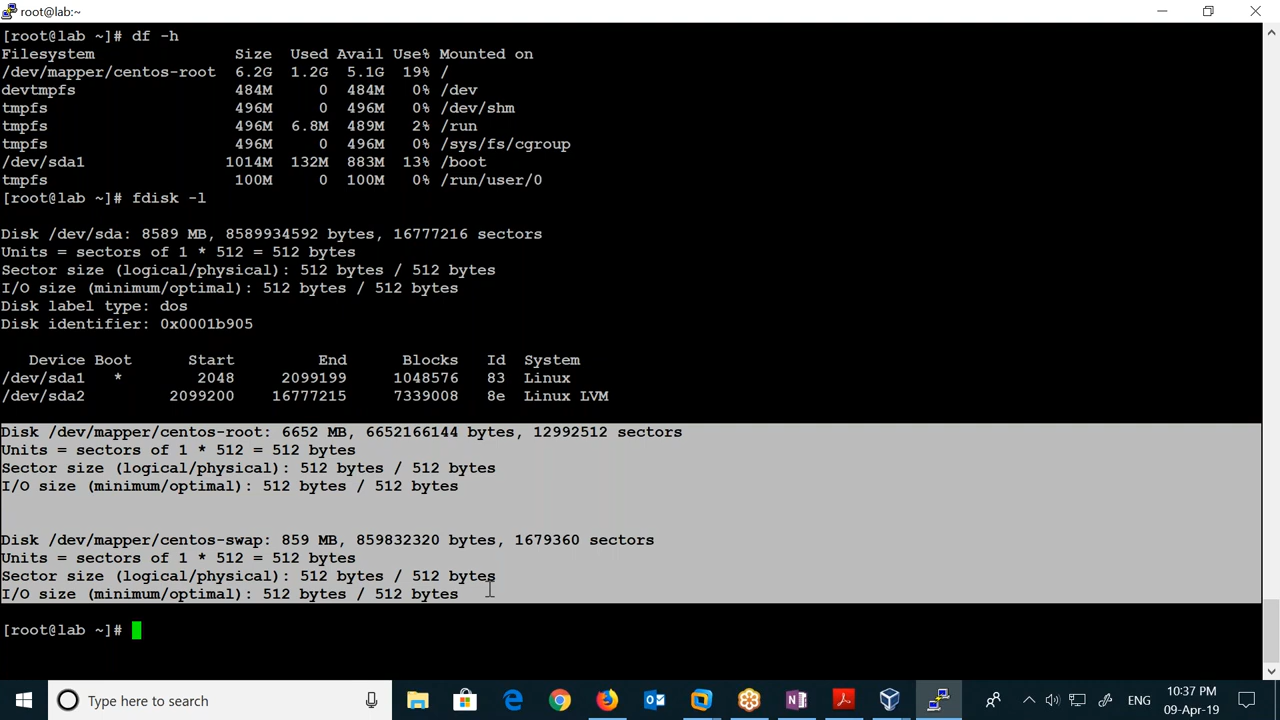 root@lab:~
[root@lab ~]# df -h
Filesystem               Size  Used Avail Use% Mounted on
/dev/mapper/centos-root  6.2G  1.2G  5.1G  19% /
devtmpfs                 484M     0  484M   0% /dev
tmpfs                    496M     0  496M   0% /dev/shm
tmpfs                    496M  6.8M  489M   2% /run
tmpfs                    496M     0  496M   0% /sys/fs/cgroup
/dev/sda1               1014M  132M  883M  13% /boot
tmpfs                    100M     0  100M   0% /run/user/0
[root@lab ~]# fdisk -l
Disk /dev/sda: 8589 MB, 8589934592 bytes, 16777216 sectors
Units = sectors of 1 * 512 = 512 bytes
Sector size (logical/physical): 512 bytes / 512 bytes
I/O size (minimum/optimal): 512 bytes / 512 bytes
Disk label type: dos
Disk identifier: 0x0001b905
Device Boot      Start         End      Blocks   Id  System
/dev/sda1   *        2048     2099199     1048576   83  Linux
/dev/sda2         2099200    16777215     7339008   8e  Linux LVM
Disk /dev/mapper/centos-root: 6652 MB, 6652166144 bytes, 12992512 sectors
Units = sectors of 1 * 512 = 512 bytes
Sector size (logical/physical): 512 bytes / 512 bytes
I/O size (minimum/optimal): 512 bytes / 512 bytes
Disk /dev/mapper/centos-swap: 859 MB, 859832320 bytes, 1679360 sectors
Units = sectors of 1 * 512 = 512 bytes
Sector size (logical/physical): 512 bytes / 512 bytes
I/O size (minimum/optimal): 512 bytes / 512 bytes
[root@lab ~]#
Type here to search
ENG
10:37 PM
09-Apr-19